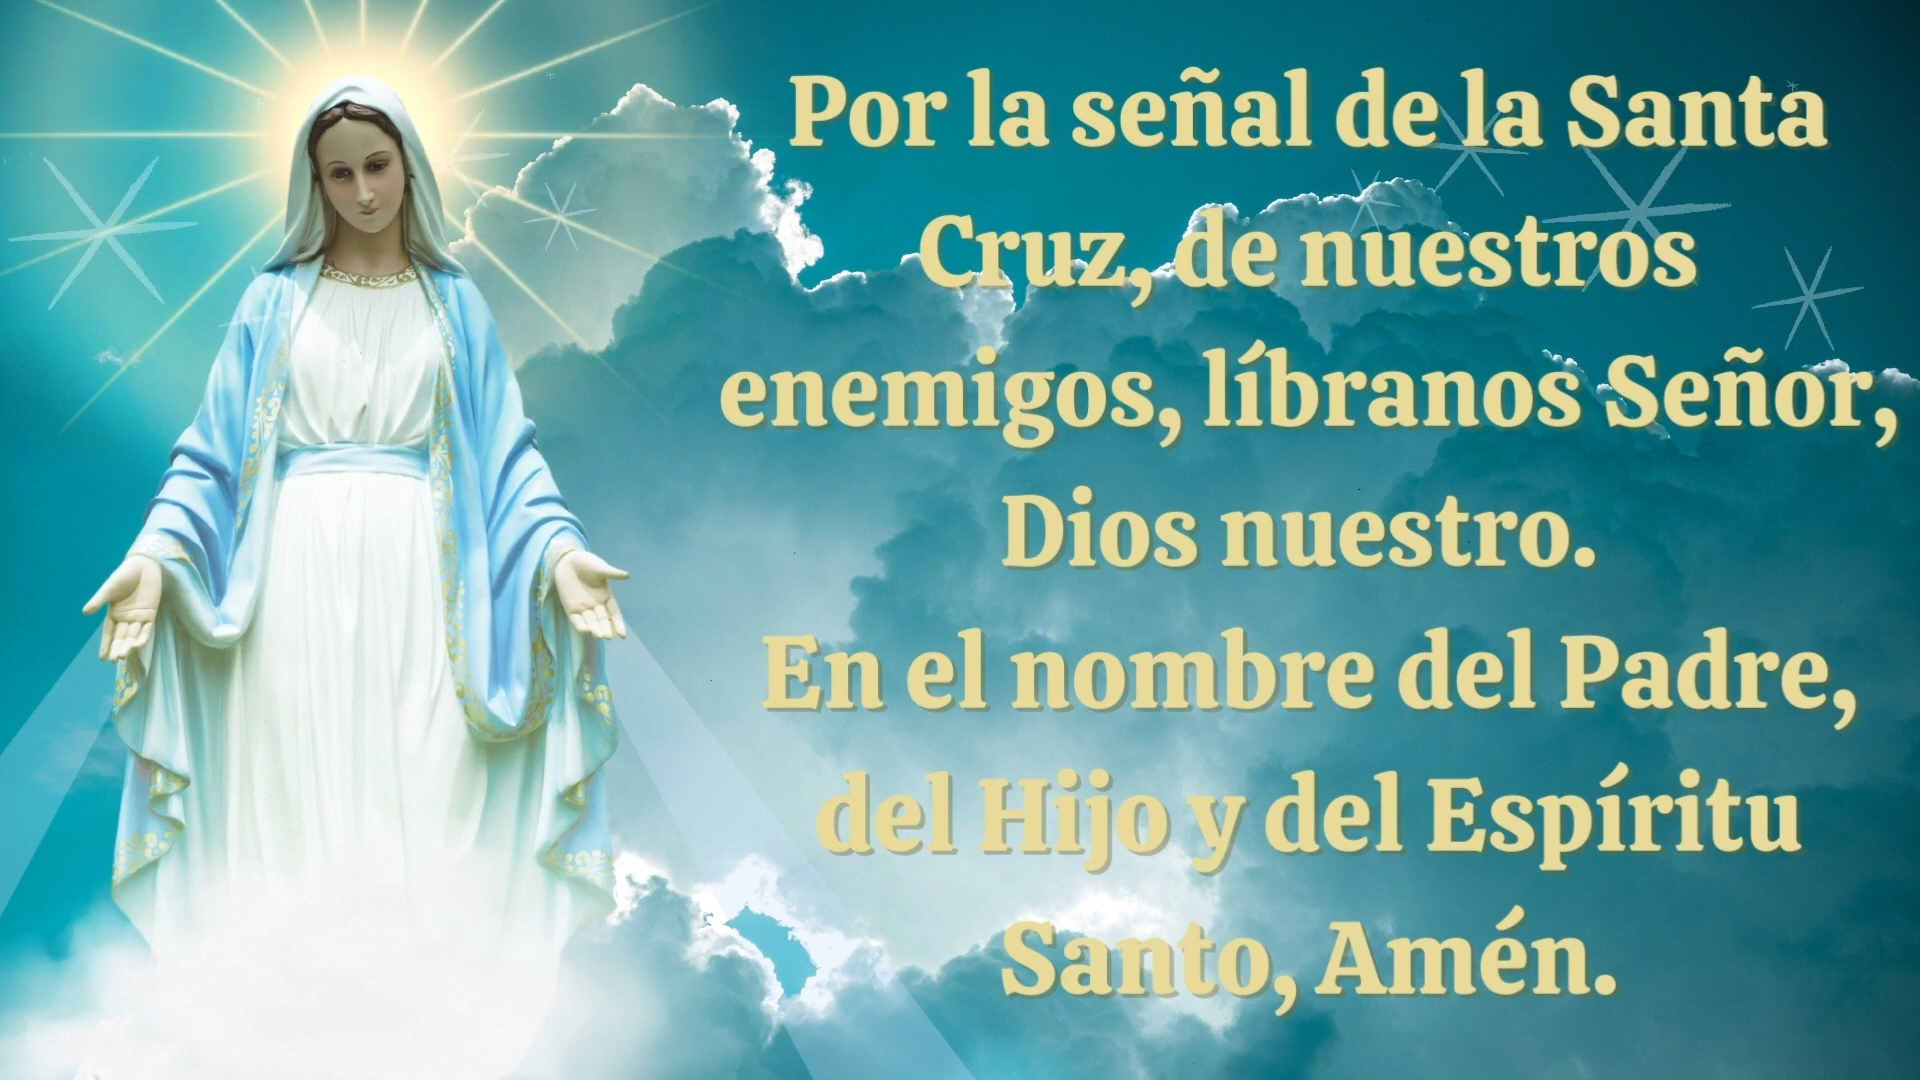 Por la señal de la Santa
Cruz, de nuestros
enemigos, líbranos Señor,
Dios nuestro.
En el nombre del Padre,
del Hijo y del Espíritu
Santo, Amén.